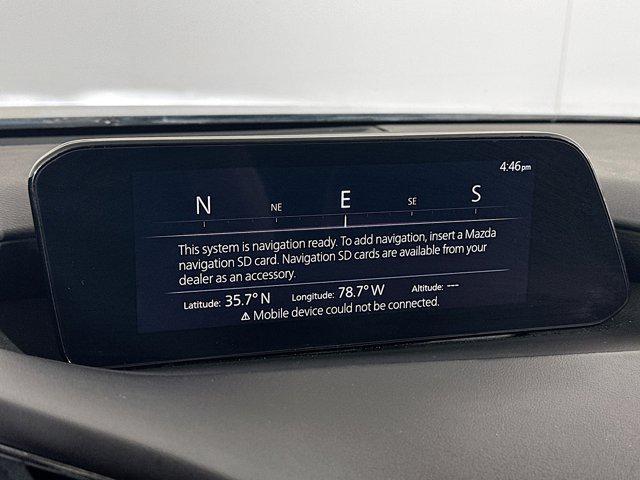 4:46pm
N NE E SE S
This system is navigation ready. To add navigation, insert a Mazda
navigation SD card. Navigation SD cards are available from your
dealer as an accessory.
Latitude: 35.7° N Longitude: 78.7° W Altitude: ---
⚠ Mobile device could not be connected.